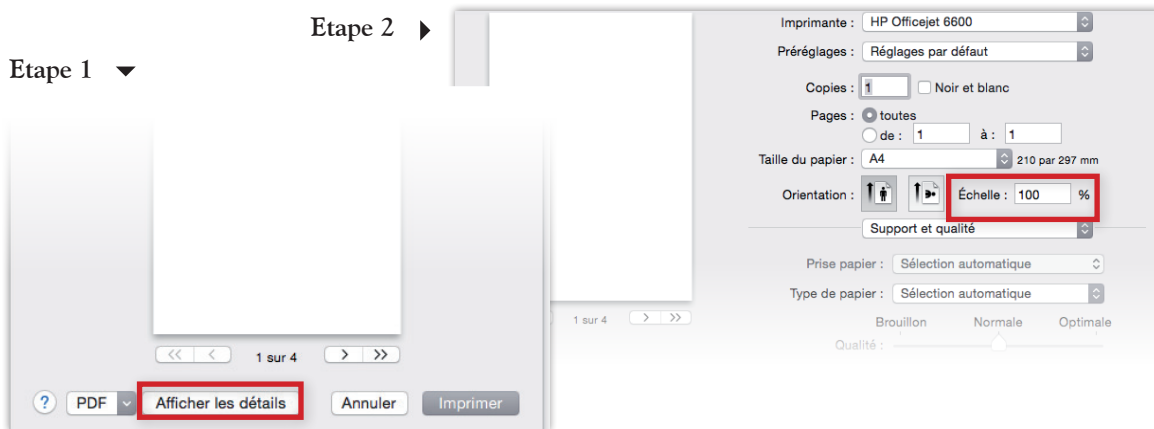 Etape 2
Etape 1
1 sur 4
? PDF Afficher les détails Annuler Imprimer
Imprimante : HP Officejet 6600
Préréglages : Réglages par défaut
Copies : 1 Noir et blanc
Pages : toutes
de : 1 à : 1
Taille du papier : A4 210 par 297 mm
Orientation : Échelle : 100 %
Support et qualité
Prise papier : Sélection automatique
Type de papier : Sélection automatique
Brouillon Normale Optimale
Qualité :
1 sur 4